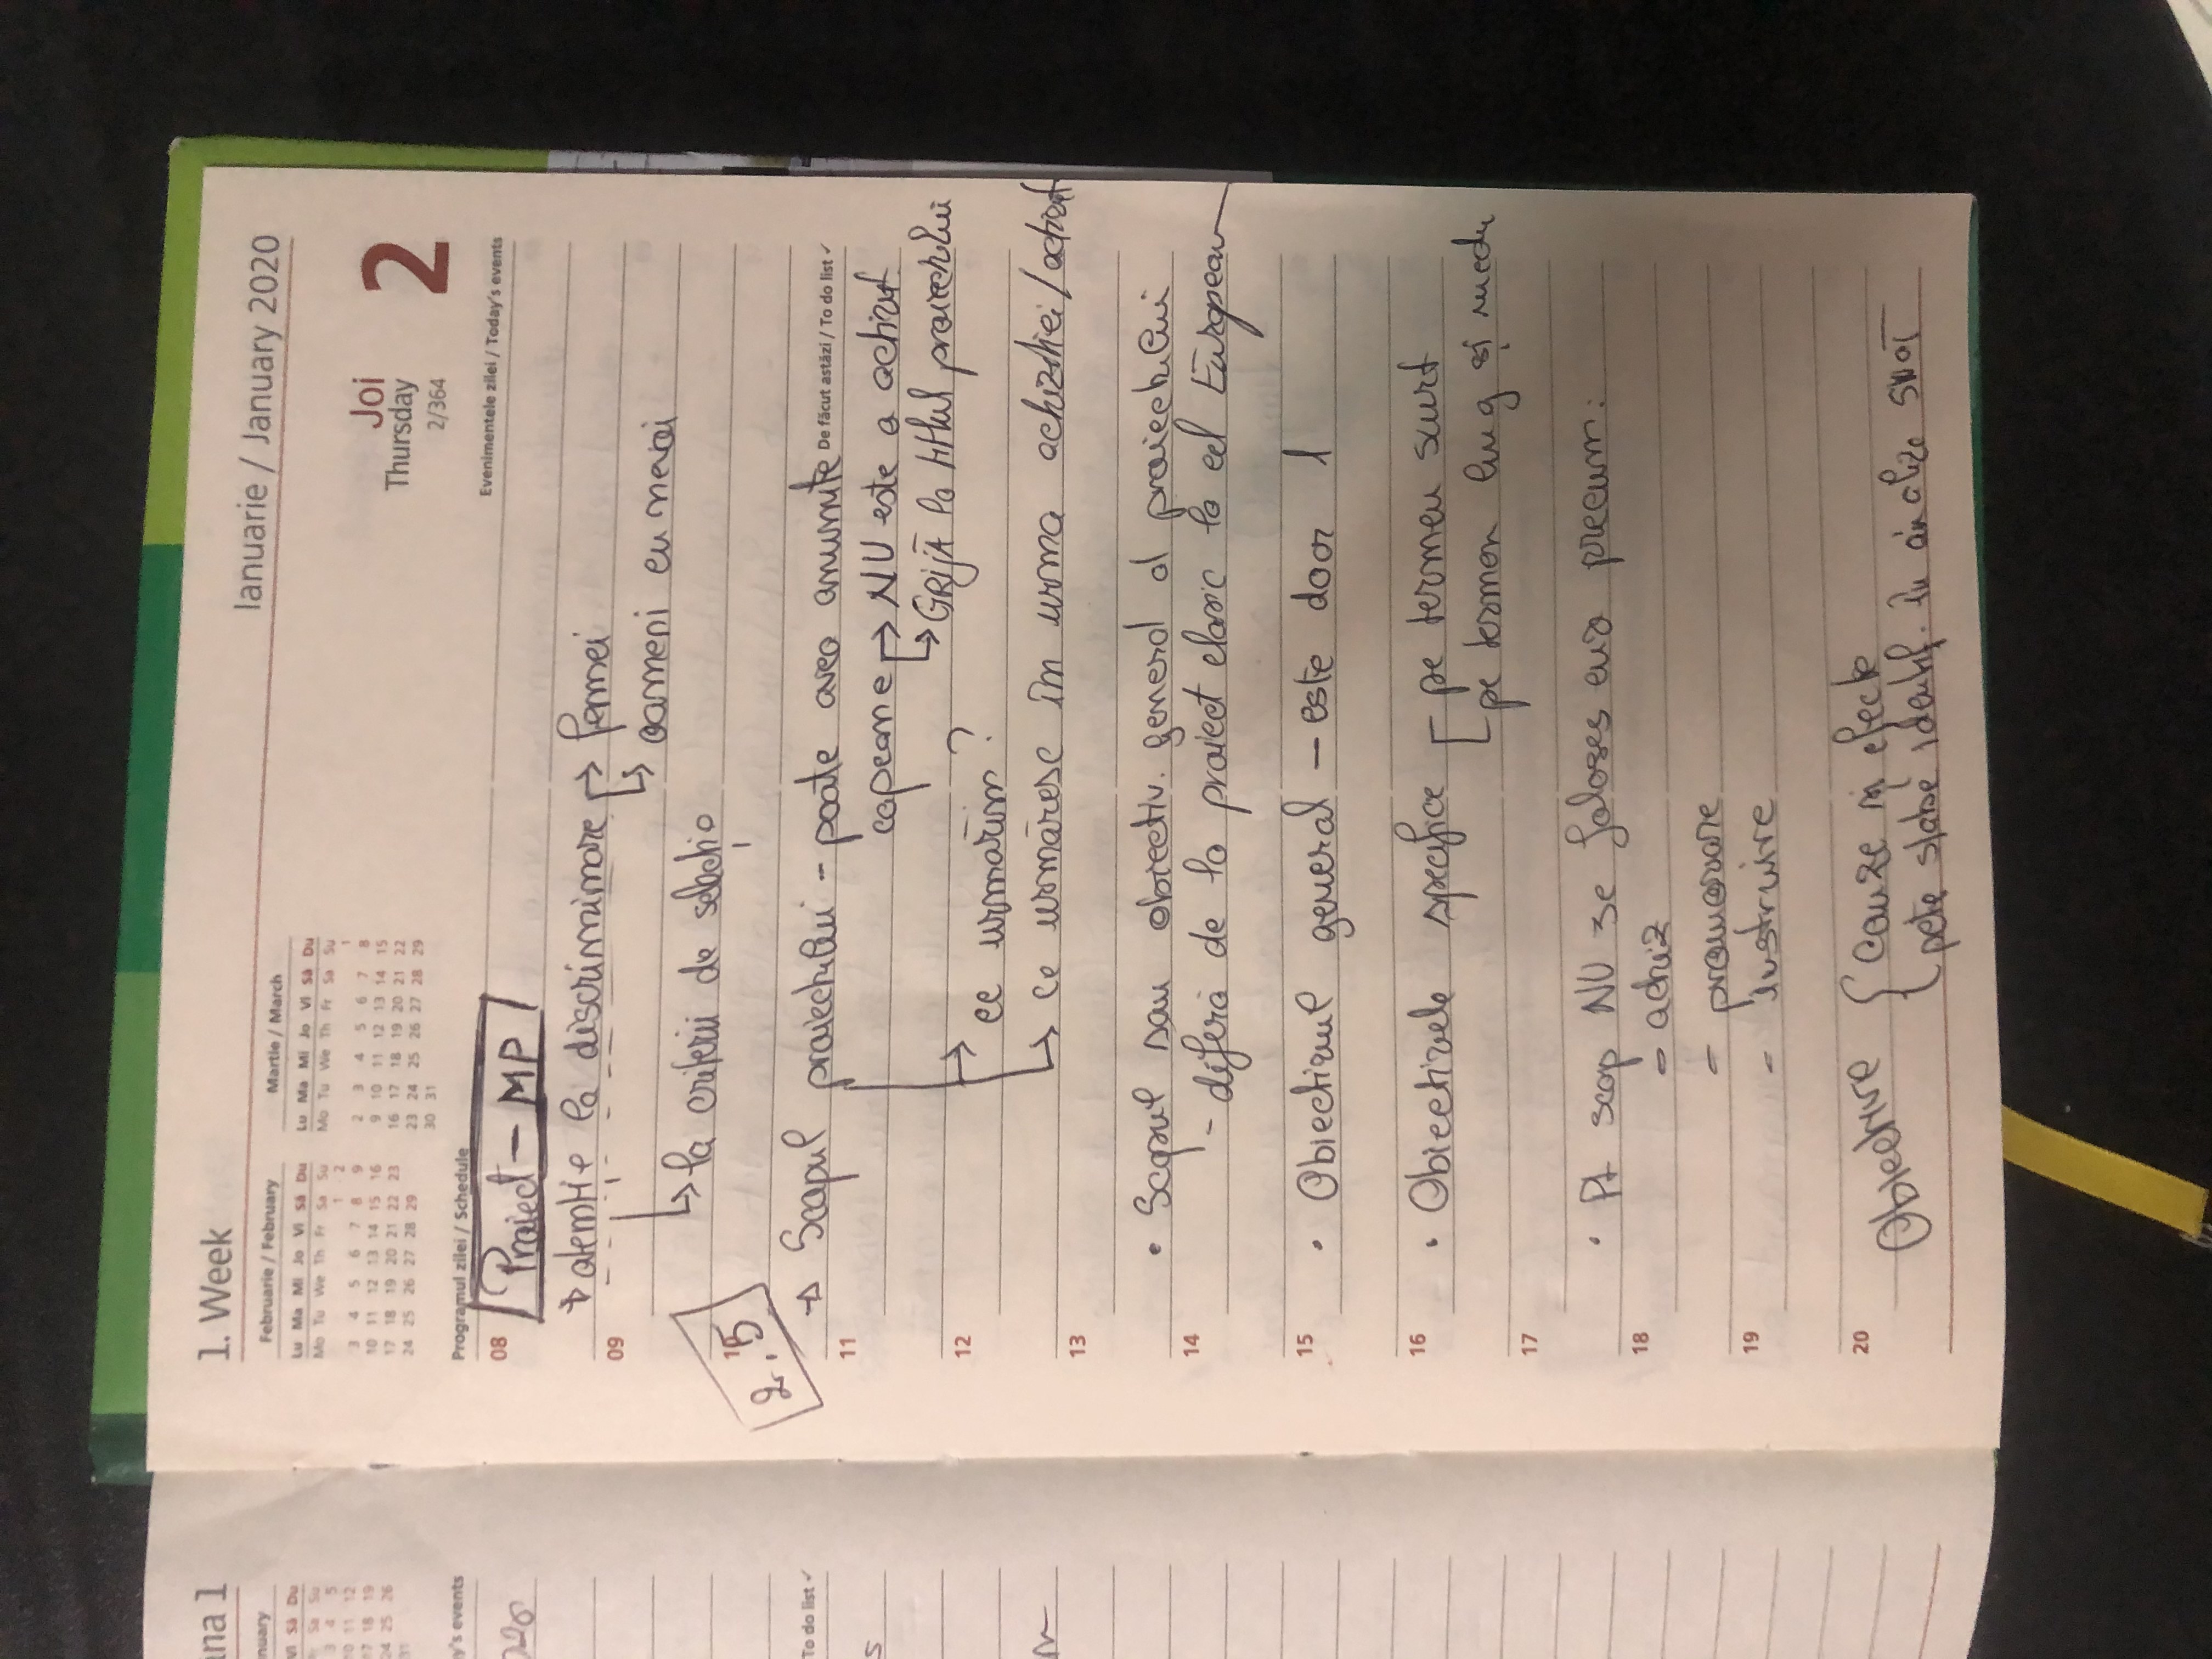 ána 1
nuary
Vi Sâ Du
Sa Su
3 4 5
10 11 12
17 18 19
24 25 26
31
y's events
To do list ✓
s
1. Week
Ianuarie / January 2020
Februarie / February
Lu Ma Mi Jo Vi Sâ Du
Mo Tu We Th Fr Sa Su
1 2
3 4 5 6 7 8 9
10 11 12 13 14 15 16
17 18 19 20 21 22 23
24 25 26 27 28 29
Martie / March
Lu Ma Mi Jo Vi Sâ Du
Mo Tu We Th Fr Sa Su
1
2 3 4 5 6 7 8
9 10 11 12 13 14 15
16 17 18 19 20 21 22
23 24 25 26 27 28 29
30 31
Joi
Thursday
2/364
2
Programul zilei / Schedule
Evenimentele zilei / Today's events
08 Proiect – MP
→ atenție la discriminare → femei
09
→ oameni cu nevoi
→ la criterii de selecție
10
2,5
→ Scopul proiectului – poate avea anumite
De făcut astăzi / To do list ✓
11
capcane → NU este o activit.
→ GRIJĂ la titlul proiectului
12
→ ce urmărim ?
→ ce urmăresc în urma achiziției/activit
13
• Scopul sau obiectiv. general al proiectului
14
- diferă de la proiect clasic la cel European
15 • Obiectivul general – este doar 1
16 • Obiectivele specifice – pe termen scurt
– pe termen lung și mediu
17
• Pt scop NU se foloses cuv precum:
18
– achiz
– promovare
19
– instruire
20
Obiective { cauze și efecte
pcte slabe identif. în analiza SWOT